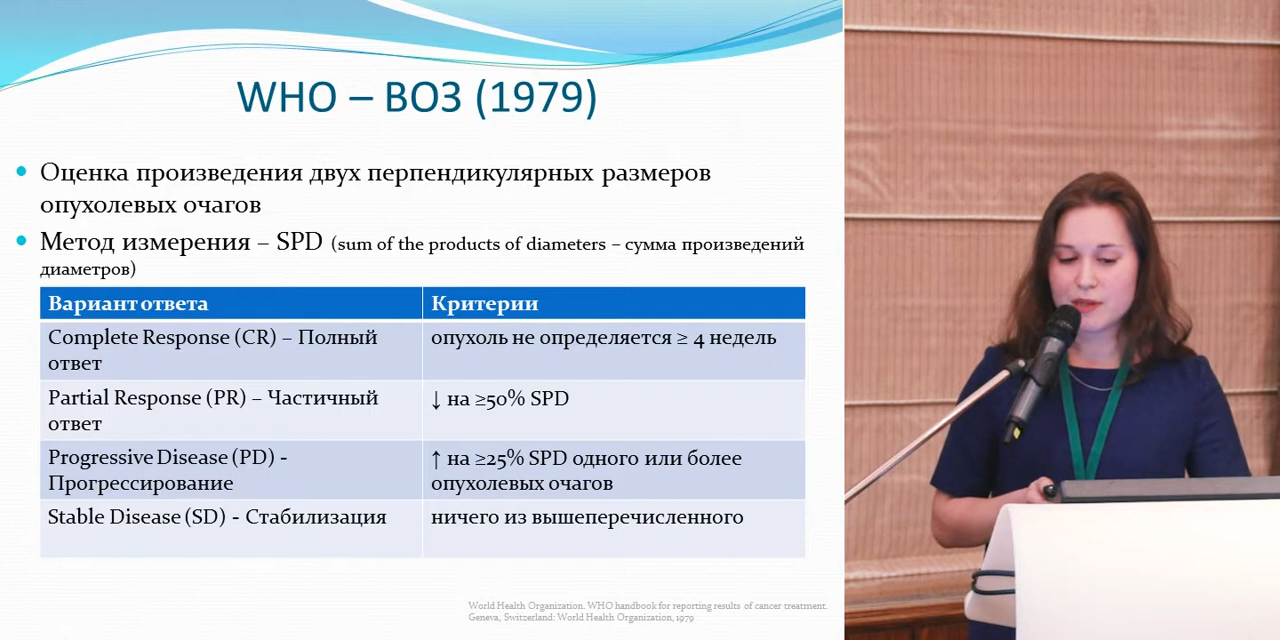 WHO – ВОЗ (1979)
Оценка произведения двух перпендикулярных размеров
опухолевых очагов
Метод измерения – SPD (sum of the products of diameters – сумма произведений
диаметров)
Вариант ответа
Критерии
Complete Response (CR) – Полный
ответ
опухоль не определяется ≥ 4 недель
Partial Response (PR) – Частичный
ответ
↓ на ≥50% SPD
Progressive Disease (PD) -
Прогрессирование
↑ на ≥25% SPD одного или более
опухолевых очагов
Stable Disease (SD) - Стабилизация
ничего из вышеперечисленного
World Health Organization. WHO handbook for reporting results of cancer treatment.
Geneva, Switzerland: World Health Organization, 1979